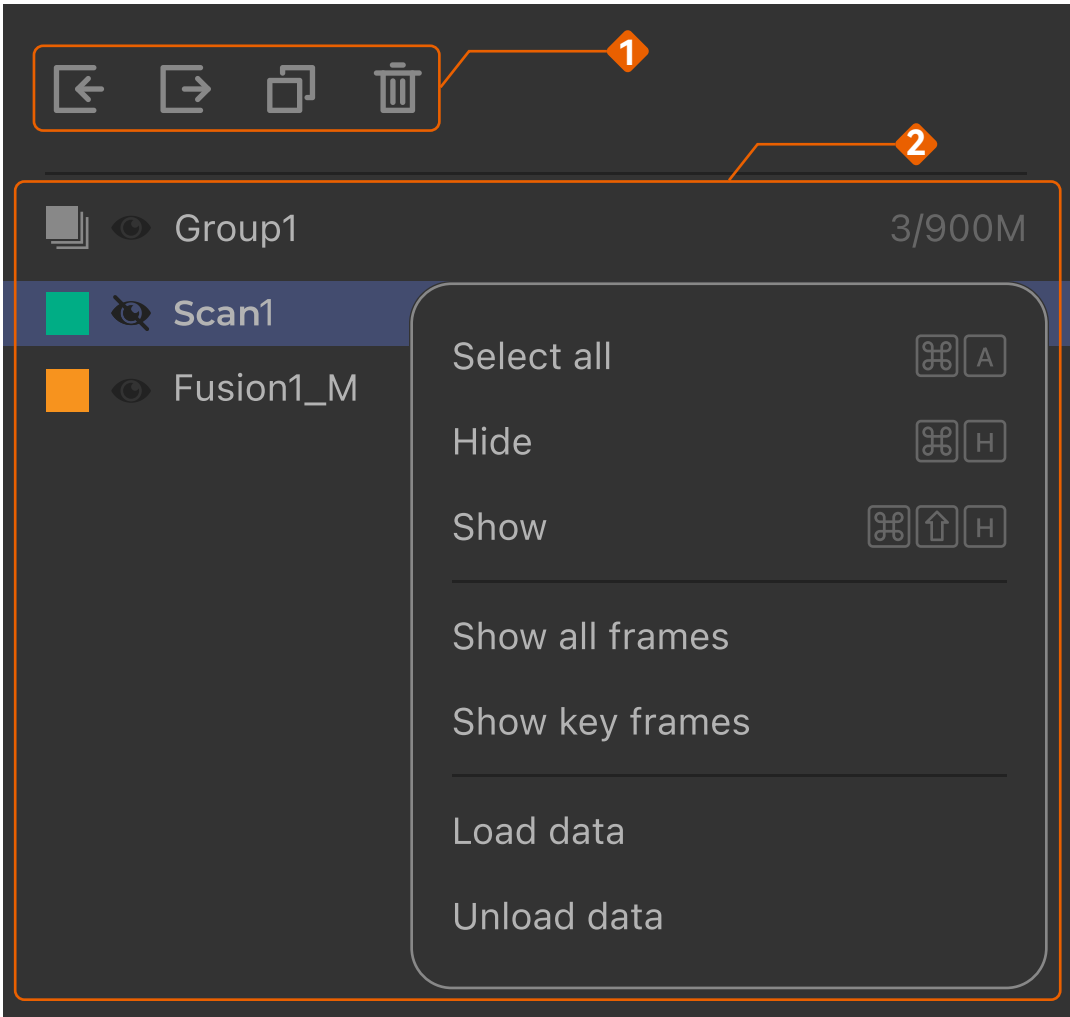 1
2
Group1 3/900M
Scan1
Fusion1_M
Select all ⌘ A
Hide ⌘ H
Show ⌘ ⇧ H
Show all frames
Show key frames
Load data
Unload data